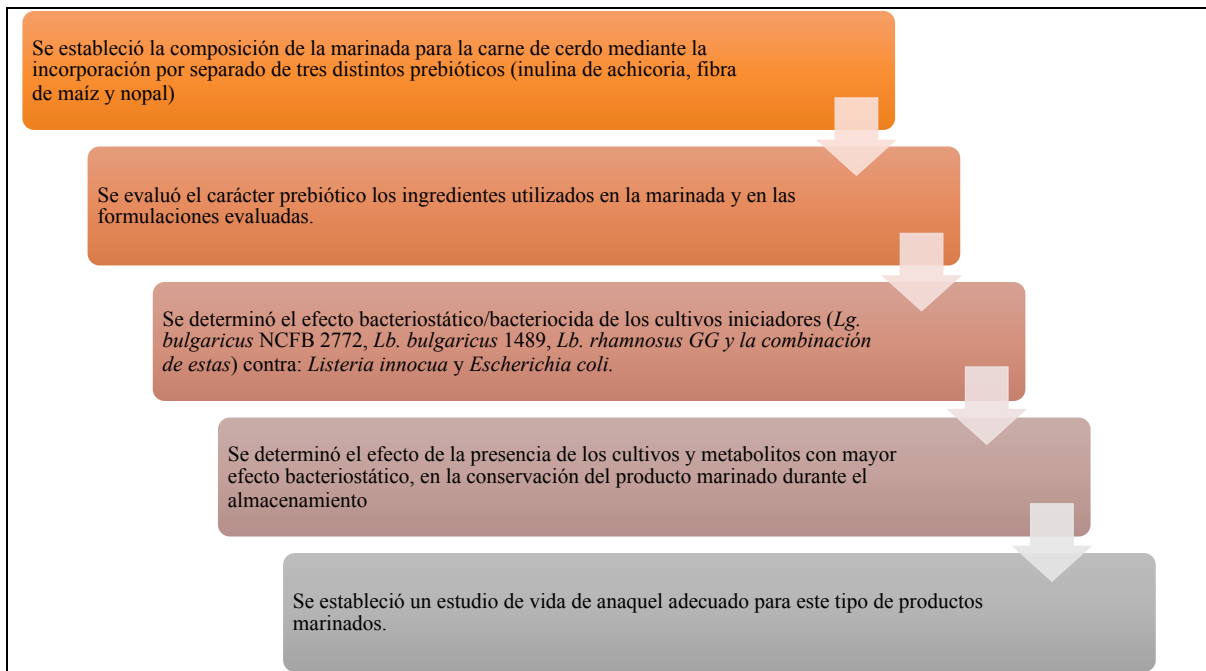 Se estableció la composición de la marinada para la carne de cerdo mediante la
incorporación por separado de tres distintos prebióticos (inulina de achicoria, fibra
de maíz y nopal)
Se evaluó el carácter prebiótico los ingredientes utilizados en la marinada y en las
formulaciones evaluadas.
Se determinó el efecto bacteriostático/bacteriocida de los cultivos iniciadores (Lg.
bulgaricus NCFB 2772, Lb. bulgaricus 1489, Lb. rhamnosus GG y la combinación
de estas) contra: Listeria innocua y Escherichia coli.
Se determinó el efecto de la presencia de los cultivos y metabolitos con mayor
efecto bacteriostático, en la conservación del producto marinado durante el
almacenamiento
Se estableció un estudio de vida de anaquel adecuado para este tipo de productos
marinados.